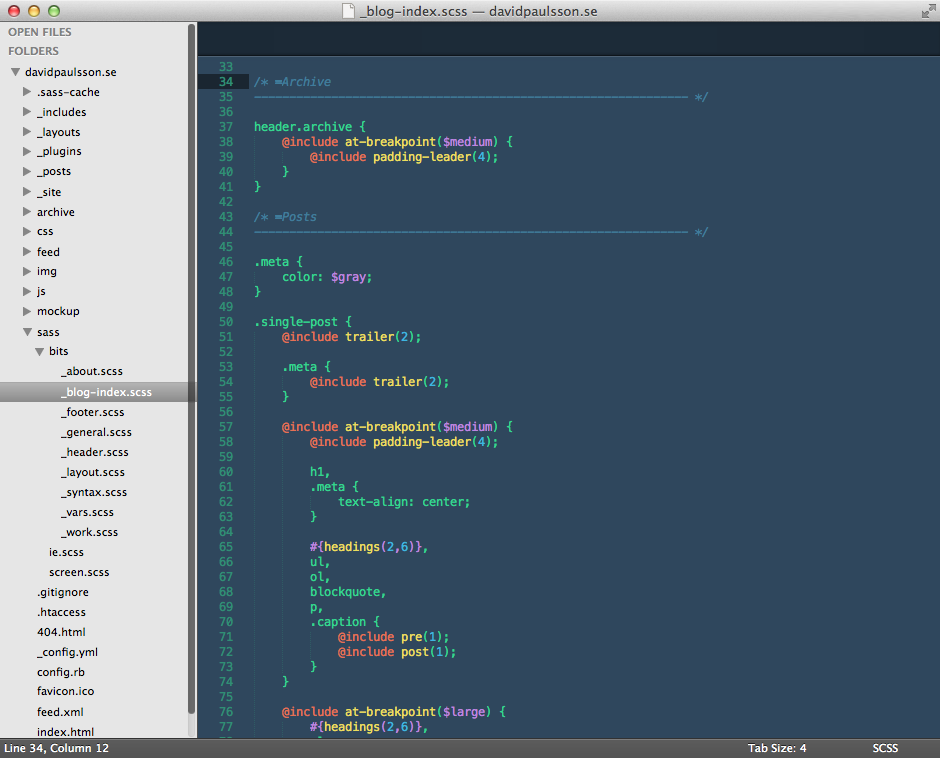 _blog-index.scss — davidpaulsson.se
OPEN FILES
FOLDERS
davidpaulsson.se
.sass-cache
_includes
_layouts
_plugins
_posts
_site
archive
css
feed
img
js
mockup
sass
bits
_about.scss
_blog-index.scss
_footer.scss
_general.scss
_header.scss
_layout.scss
_syntax.scss
_vars.scss
_work.scss
ie.scss
screen.scss
.gitignore
.htaccess
404.html
_config.yml
config.rb
favicon.ico
feed.xml
index.html
33
34 /* =Archive
35 –––––––––––––––––––––––––––––––––––––––––––––––––––––––––––––– */
36
37 header.archive {
38     @include at-breakpoint($medium) {
39         @include padding-leader(4);
40     }
41 }
42
43 /* =Posts
44 –––––––––––––––––––––––––––––––––––––––––––––––––––––––––––––– */
45
46 .meta {
47     color: $gray;
48 }
49
50 .single-post {
51     @include trailer(2);
52
53     .meta {
54         @include trailer(2);
55     }
56
57     @include at-breakpoint($medium) {
58         @include padding-leader(4);
59
60         h1,
61         .meta {
62             text-align: center;
63         }
64
65         #{headings(2,6)},
66         ul,
67         ol,
68         blockquote,
69         p,
70         .caption {
71             @include pre(1);
72             @include post(1);
73         }
74     }
75
76     @include at-breakpoint($large) {
77         #{headings(2,6)},
Line 34, Column 12
Tab Size: 4
SCSS